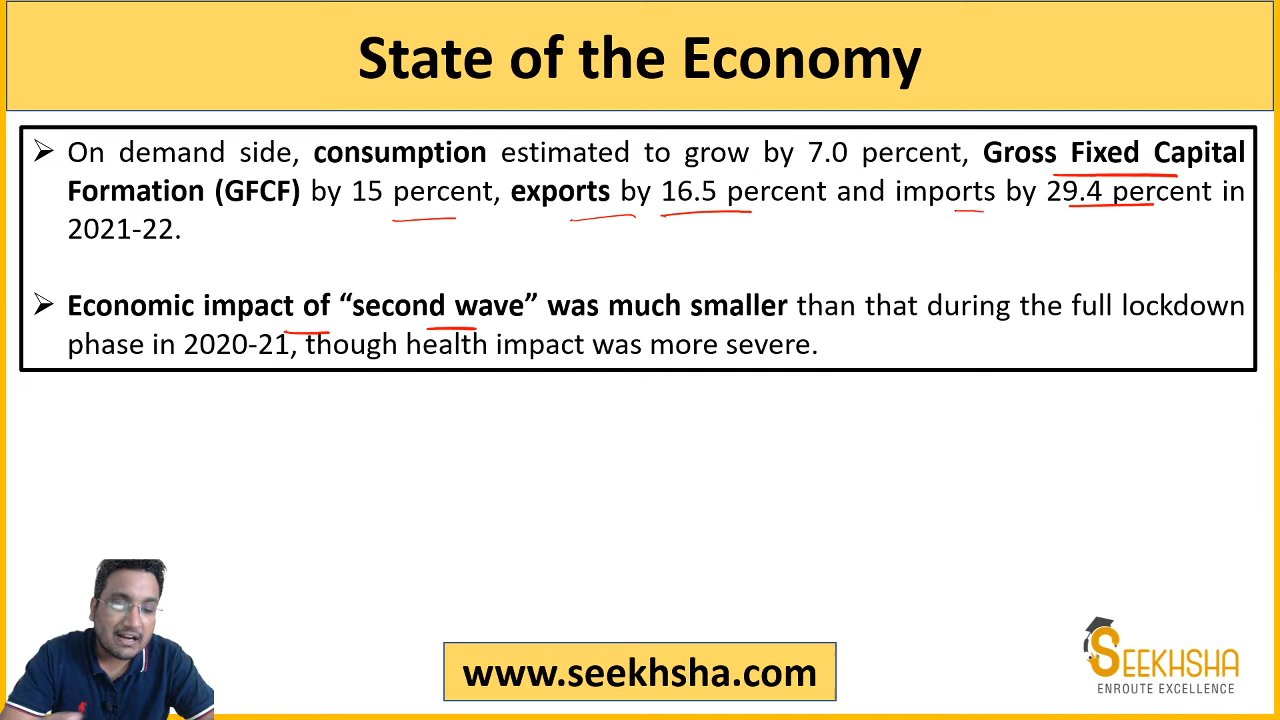 State of the Economy
➢ On demand side, consumption estimated to grow by 7.0 percent, Gross Fixed Capital
Formation (GFCF) by 15 percent, exports by 16.5 percent and imports by 29.4 percent in
2021-22.
➢ Economic impact of “second wave” was much smaller than that during the full lockdown
phase in 2020-21, though health impact was more severe.
www.seekhsha.com
SEEKHSHA
ENROUTE EXCELLENCE